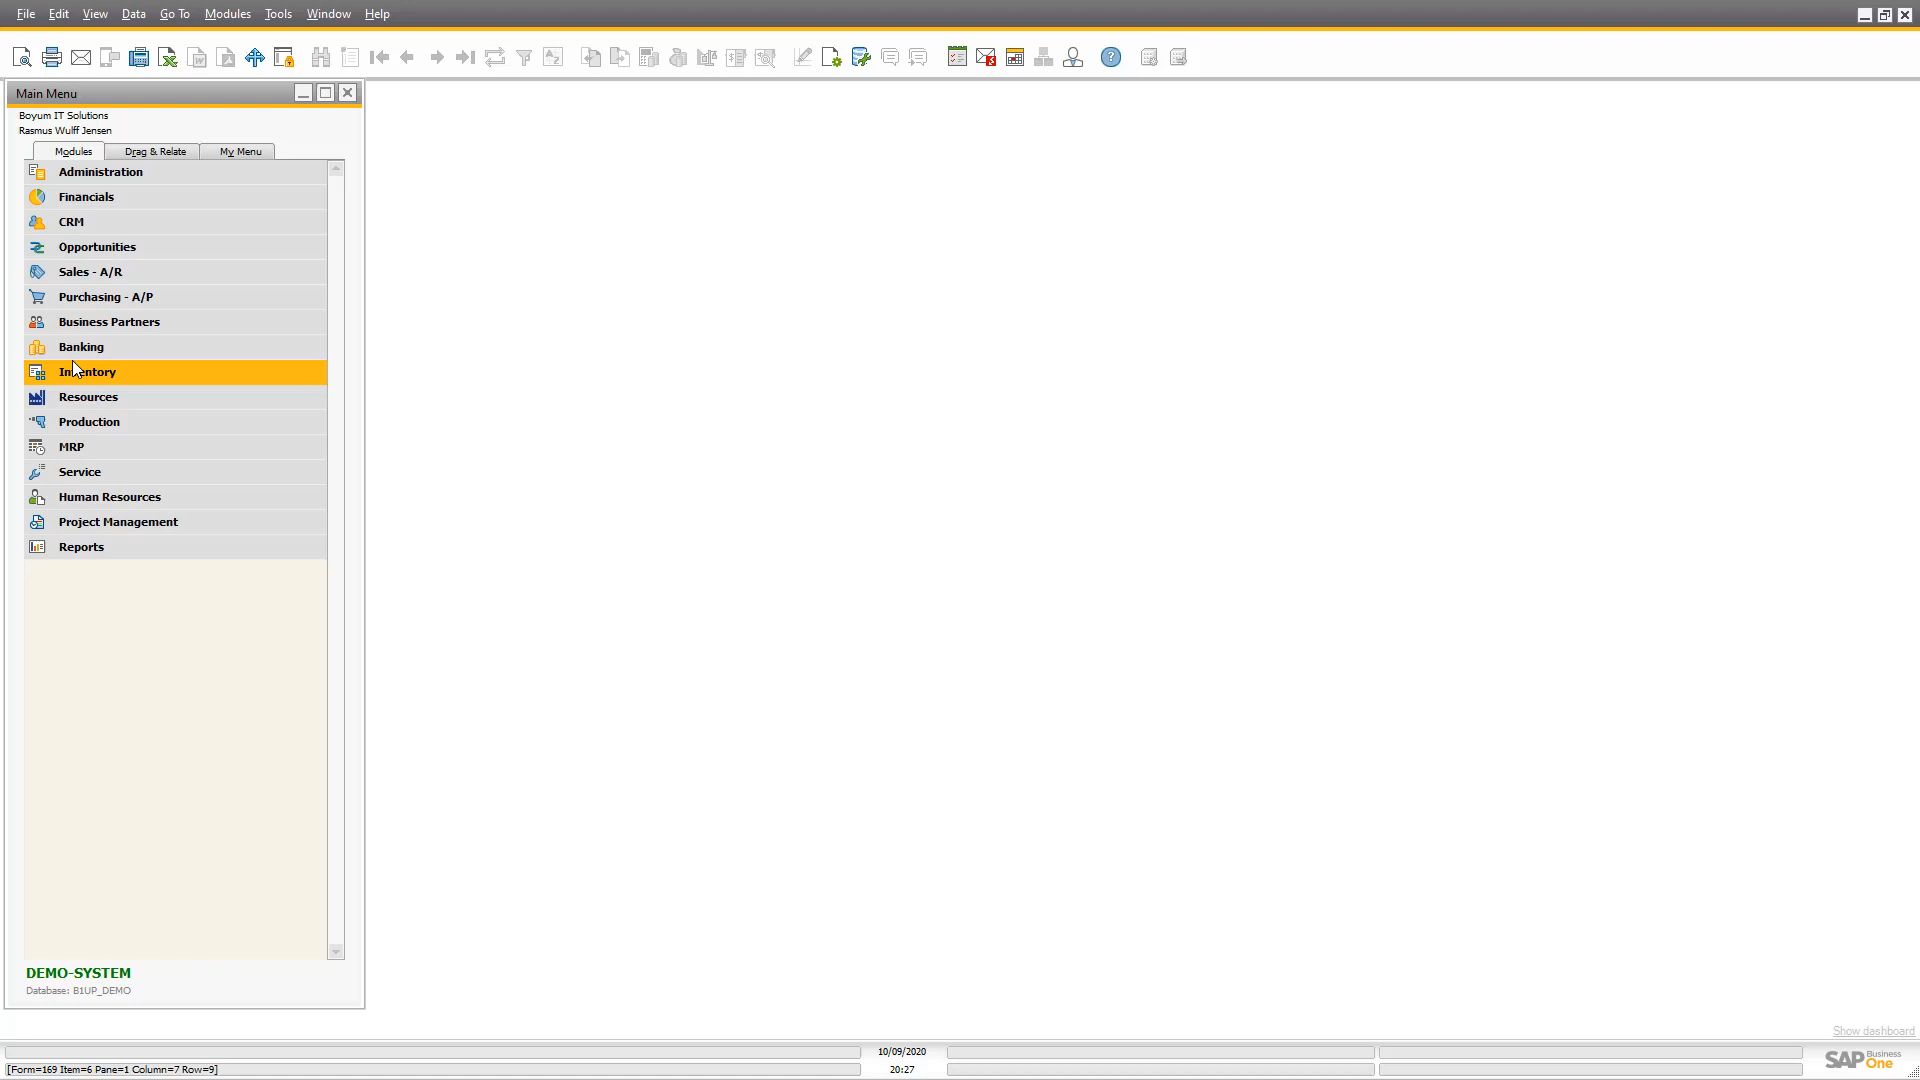 File Edit View Data Go To Modules Tools Window Help
Main Menu
Boyum IT Solutions
Rasmus Wulff Jensen
Modules Drag & Relate My Menu
Administration
Financials
CRM
Opportunities
Sales - A/R
Purchasing - A/P
Business Partners
Banking
Inventory
Resources
Production
MRP
Service
Human Resources
Project Management
Reports
DEMO-SYSTEM
Database: B1UP_DEMO
Show dashboard
10/09/2020
[Form=169 Item=6 Pane=1 Column=7 Row=9]
20:27
SAP Business One